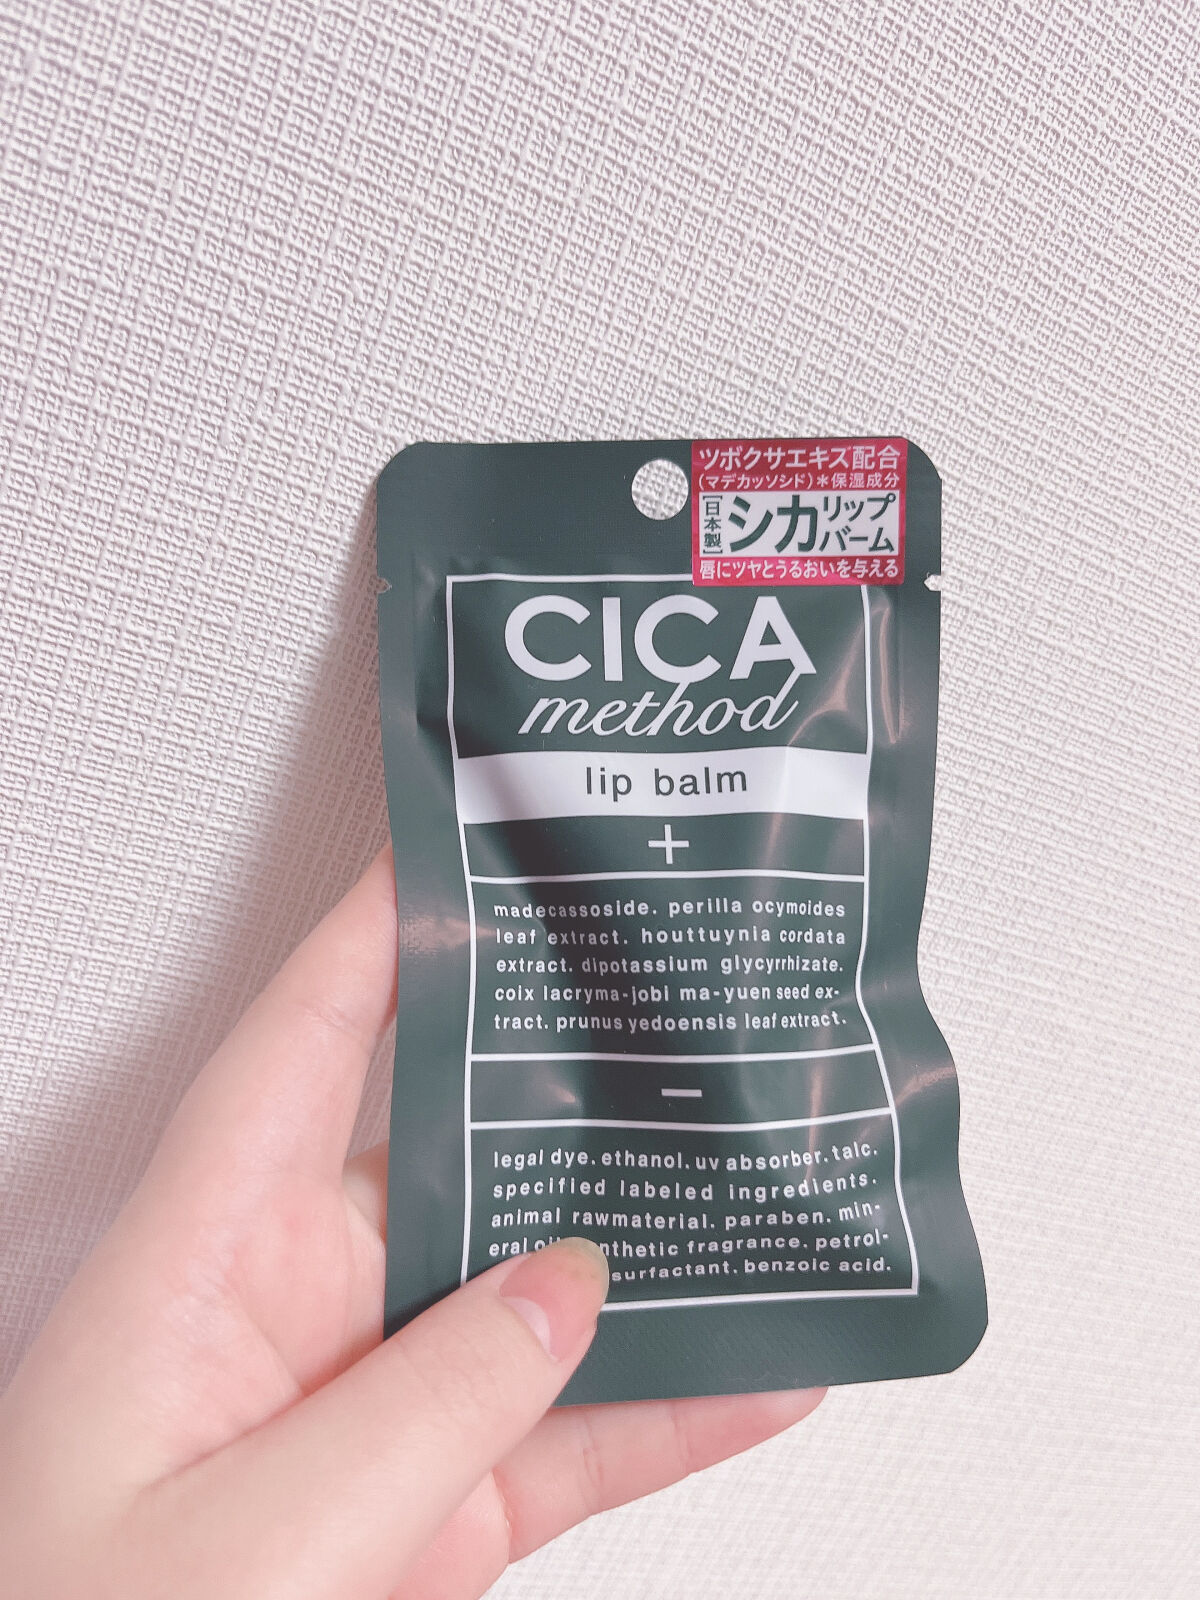 ツボクサエキス配合
(マデカッソシド)*保湿成分
[日本製]
シカリップ
バーム
唇にツヤとうるおいを与える
CICA
method
lip balm
+
madecassoside. perilla ocymoides
leaf extract. houttuynia cordata
extract. dipotassium glycyrrhizate.
coix lacryma-jobi ma-yuen seed ex-
tract. prunus yedoensis leaf extract.
−
legal dye. ethanol. uv absorber. talc.
specified labeled ingredients.
animal rawmaterial. paraben. min-
eral fragrance. petrol-
surfactant. benzoic acid.